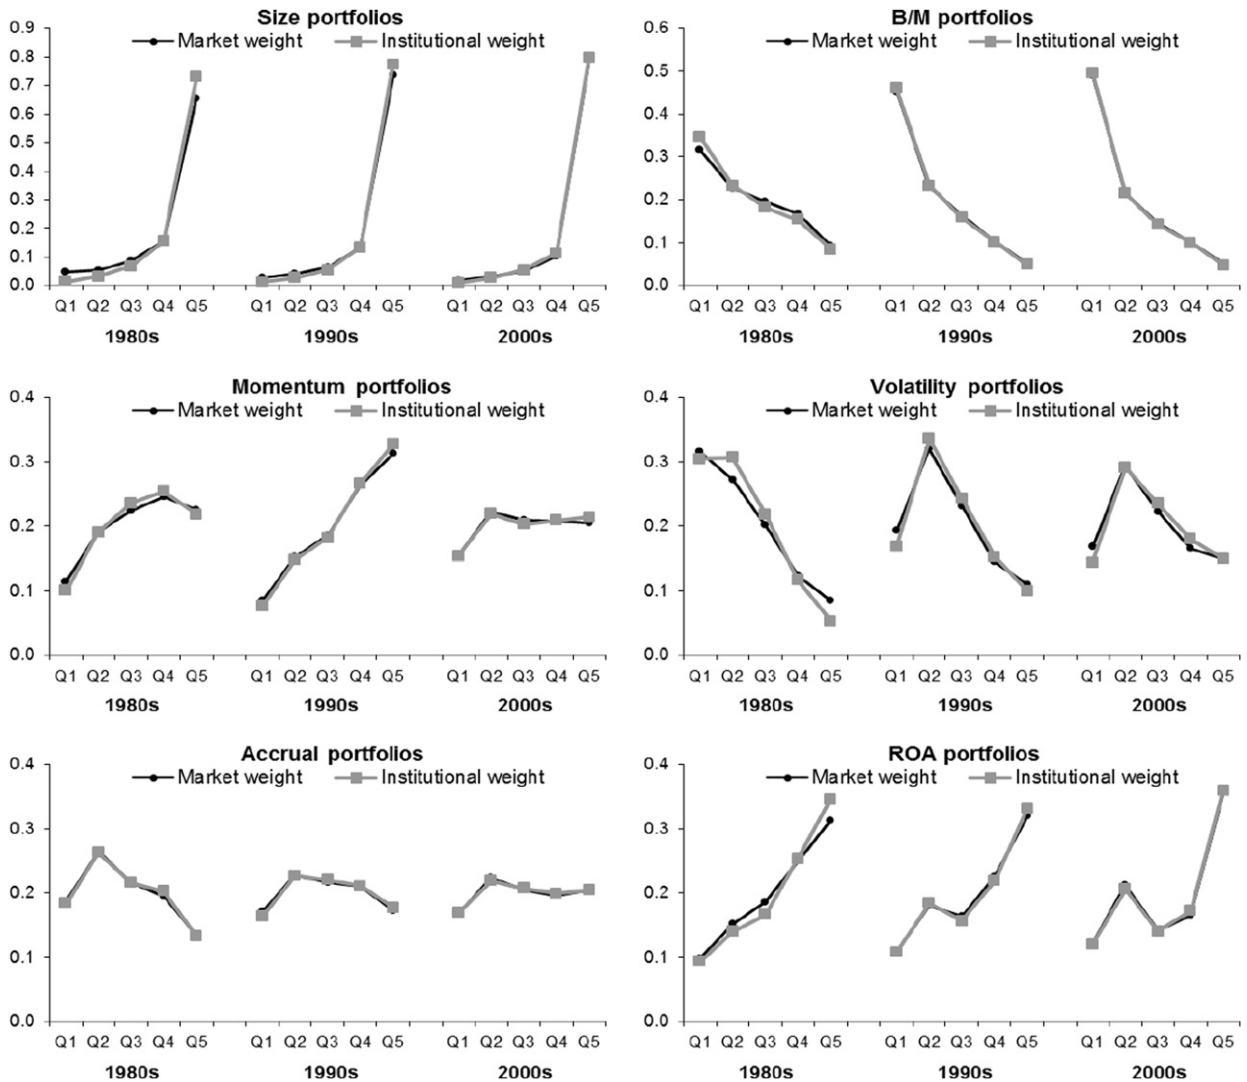 Size portfolios
Market weight Institutional weight
0.9
0.8
0.7
0.6
0.5
0.4
0.3
0.2
0.1
0.0
Q1 Q2 Q3 Q4 Q5 Q1 Q2 Q3 Q4 Q5 Q1 Q2 Q3 Q4 Q5
1980s 1990s 2000s
B/M portfolios
Market weight Institutional weight
0.6
0.5
0.4
0.3
0.2
0.1
0.0
Q1 Q2 Q3 Q4 Q5 Q1 Q2 Q3 Q4 Q5 Q1 Q2 Q3 Q4 Q5
1980s 1990s 2000s
Momentum portfolios
Market weight Institutional weight
0.4
0.3
0.2
0.1
0.0
Q1 Q2 Q3 Q4 Q5 Q1 Q2 Q3 Q4 Q5 Q1 Q2 Q3 Q4 Q5
1980s 1990s 2000s
Volatility portfolios
Market weight Institutional weight
0.4
0.3
0.2
0.1
0.0
Q1 Q2 Q3 Q4 Q5 Q1 Q2 Q3 Q4 Q5 Q1 Q2 Q3 Q4 Q5
1980s 1990s 2000s
Accrual portfolios
Market weight Institutional weight
0.4
0.3
0.2
0.1
0.0
Q1 Q2 Q3 Q4 Q5 Q1 Q2 Q3 Q4 Q5 Q1 Q2 Q3 Q4 Q5
1980s 1990s 2000s
ROA portfolios
Market weight Institutional weight
0.4
0.3
0.2
0.1
0.0
Q1 Q2 Q3 Q4 Q5 Q1 Q2 Q3 Q4 Q5 Q1 Q2 Q3 Q4 Q5
1980s 1990s 2000s